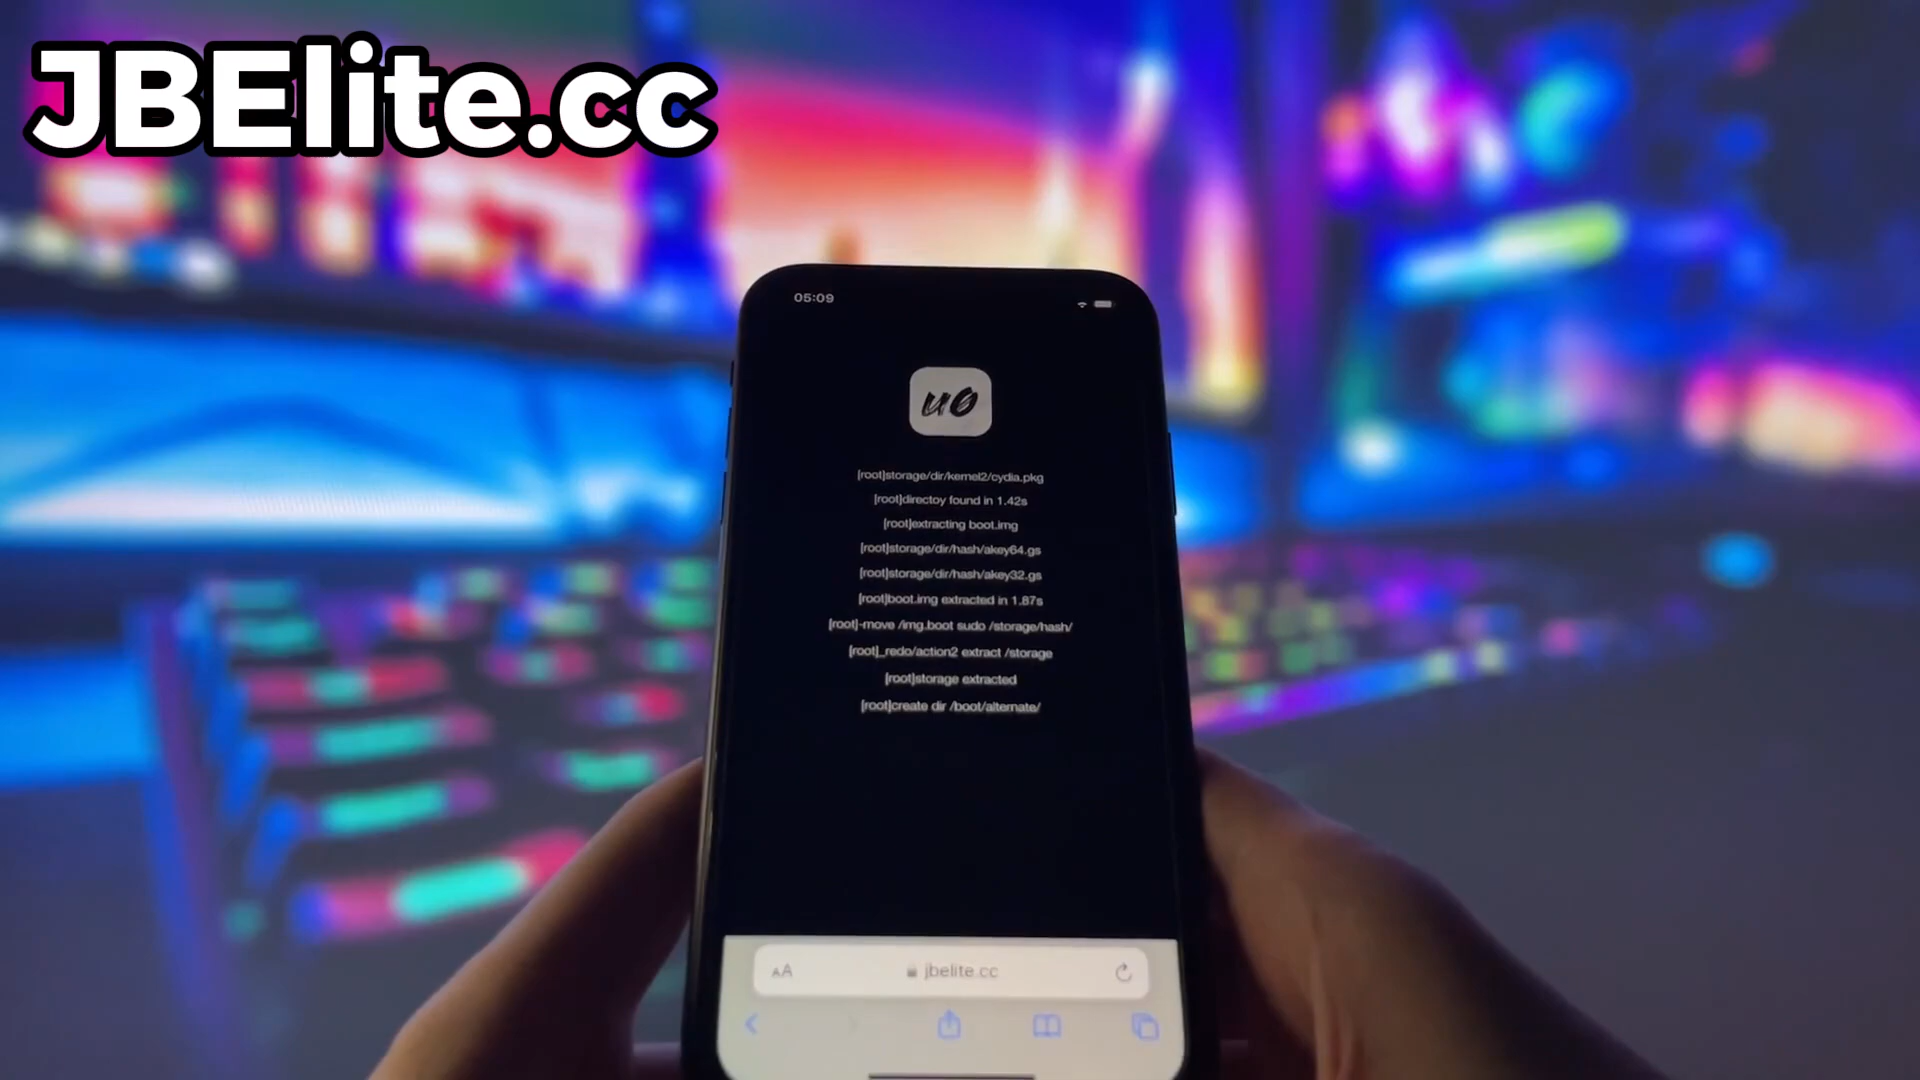 JBElite.cc
05:09
u0
[root]storage/dir/kernel2/cydia.pkg
[root]directoy found in 1.42s
[root]extracting boot.img
[root]storage/dir/hash/akey64.gs
[root]storage/dir/hash/akey32.gs
[root]boot.img extracted in 1.87s
[root]-move /img.boot sudo /storage/hash/
[root]_redo/action2 extract /storage
[root]storage extracted
[root]create dir /boot/alternate/
AA jbelite.cc